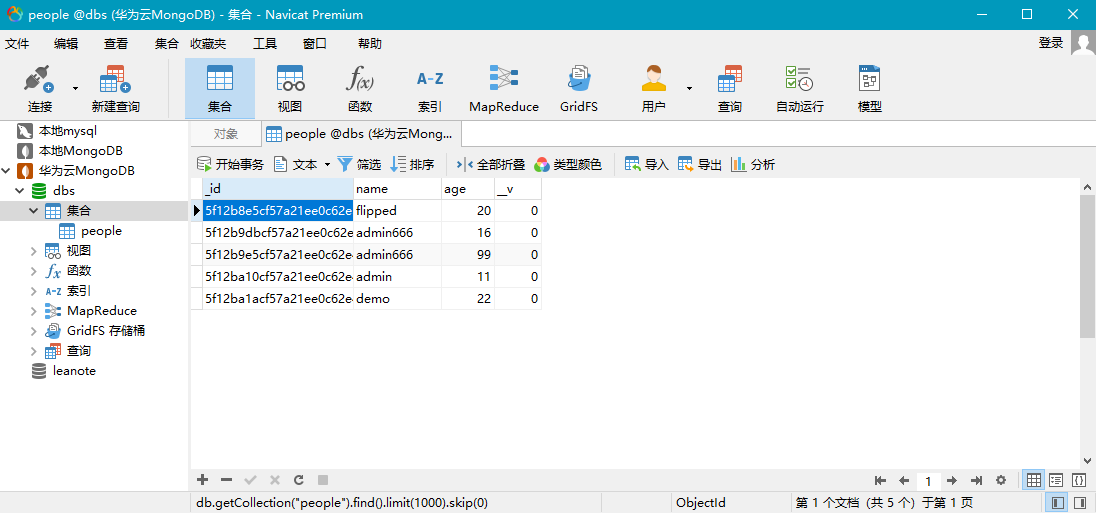 people @dbs (华为云MongoDB) - 集合 - Navicat Premium
文件 编辑 查看 集合 收藏夹 工具 窗口 帮助 登录
连接 新建查询 集合 视图 函数 索引 MapReduce GridFS 用户 查询 自动运行 模型
f(x) A-Z
本地mysql
本地MongoDB
华为云MongoDB
dbs
集合
people
视图
fx 函数
A-Z 索引
MapReduce
GridFS 存储桶
查询
leanote
对象 people @dbs (华为云Mong...
开始事务 文本 筛选 排序 全部折叠 类型颜色 导入 导出 分析
_id name age __v
5f12b8e5cf57a21ee0c62e flipped 20 0
5f12b9dbcf57a21ee0c62e admin666 16 0
5f12b9e5cf57a21ee0c62e admin666 99 0
5f12ba10cf57a21ee0c62e admin 11 0
5f12ba1acf57a21ee0c62e demo 22 0
1
db.getCollection("people").find().limit(1000).skip(0) ObjectId 第 1 个文档 (共 5 个) 于第 1 页